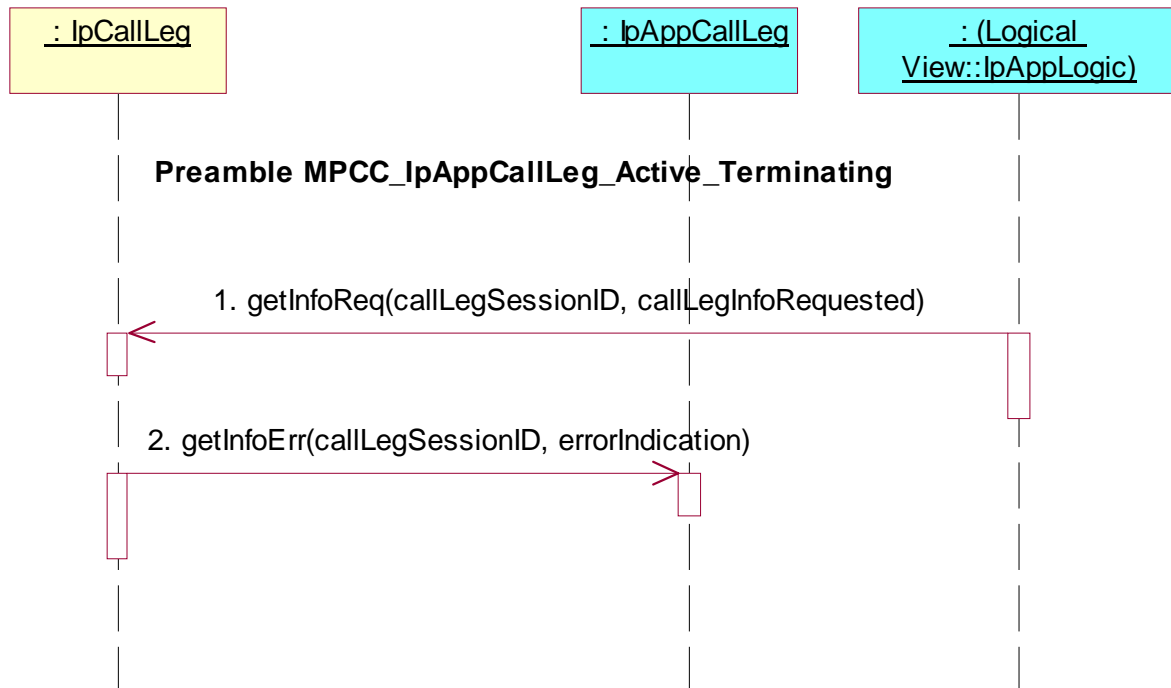 : IpCallLeg
: IpAppCallLeg
: (Logical
View::IpAppLogic)
Preamble MPCC_IpAppCallLeg_Active_Terminating
1. getInfoReq(callLegSessionID, callLegInfoRequested)
2. getInfoErr(callLegSessionID, errorIndication)